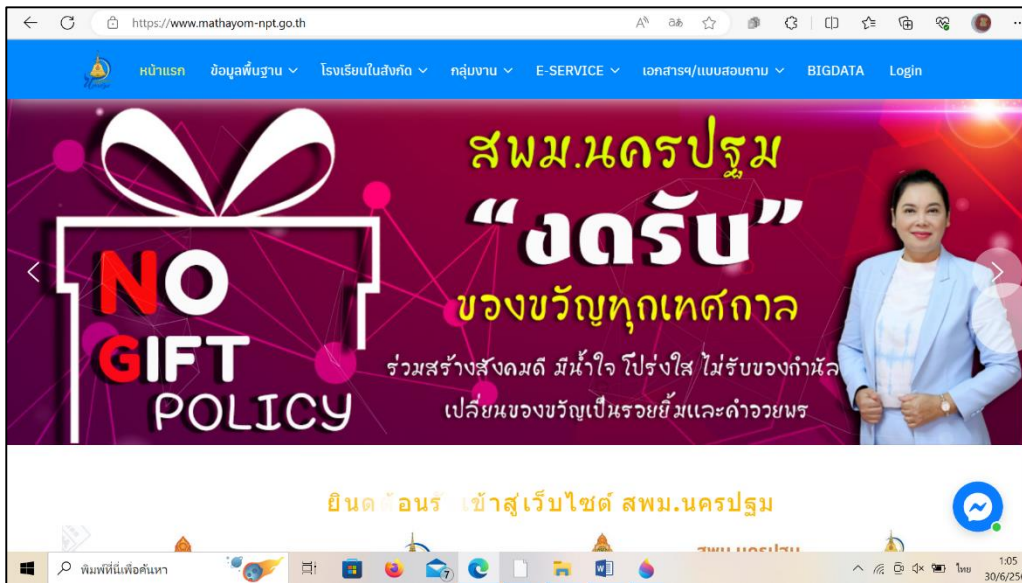 https://www.mathayom-npt.go.th
หน้าแรก ข้อมูลพื้นฐาน โรงเรียนในสังกัด กลุ่มงาน E-SERVICE เอกสารฯ/แบบสอบถาม BIGDATA Login
สพม.นครปฐม
“งดรับ”
ของขวัญทุกเทศกาล
ร่วมสร้างสังคมดี มีน้ำใจ โปร่งใส ไม่รับของกำนัล
เปลี่ยนของขวัญเป็นรอยยิ้มและคำอวยพร
NO
GIFT
POLICY
เข้าสู่เว็บไซต์ สพม.นครปฐม
พิมพ์ที่นี่เพื่อค้นหา
7
ไทย
1:05